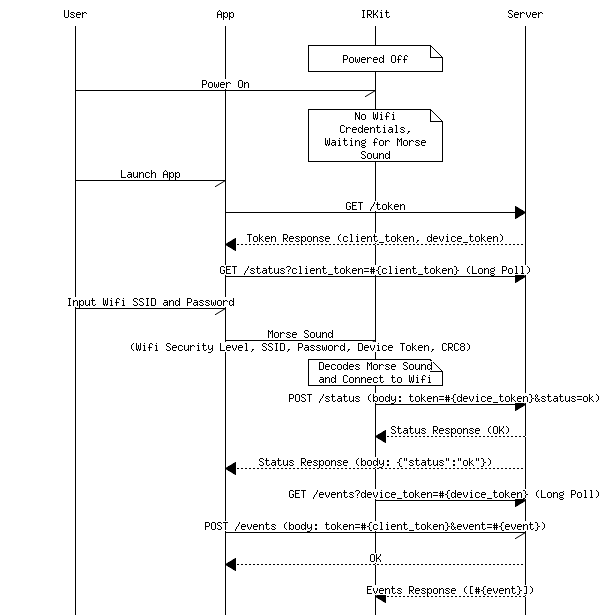 User App IRKit Server
Powered Off
Power On
No Wifi
Credentials,
Waiting for Morse
Sound
Launch App
GET /token
Token Response (client_token, device_token)
GET /status?client_token=#{client_token} (Long Poll)
Input Wifi SSID and Password
Morse Sound
(Wifi Security Level, SSID, Password, Device Token, CRC8)
Decodes Morse Sound
and Connect to Wifi
POST /status (body: token=#{device_token}&status=ok)
Status Response (OK)
Status Response (body: {"status":"ok"})
GET /events?device_token=#{device_token} (Long Poll)
POST /events (body: token=#{client_token}&event=#{event})
OK
Events Response ([#{event}])